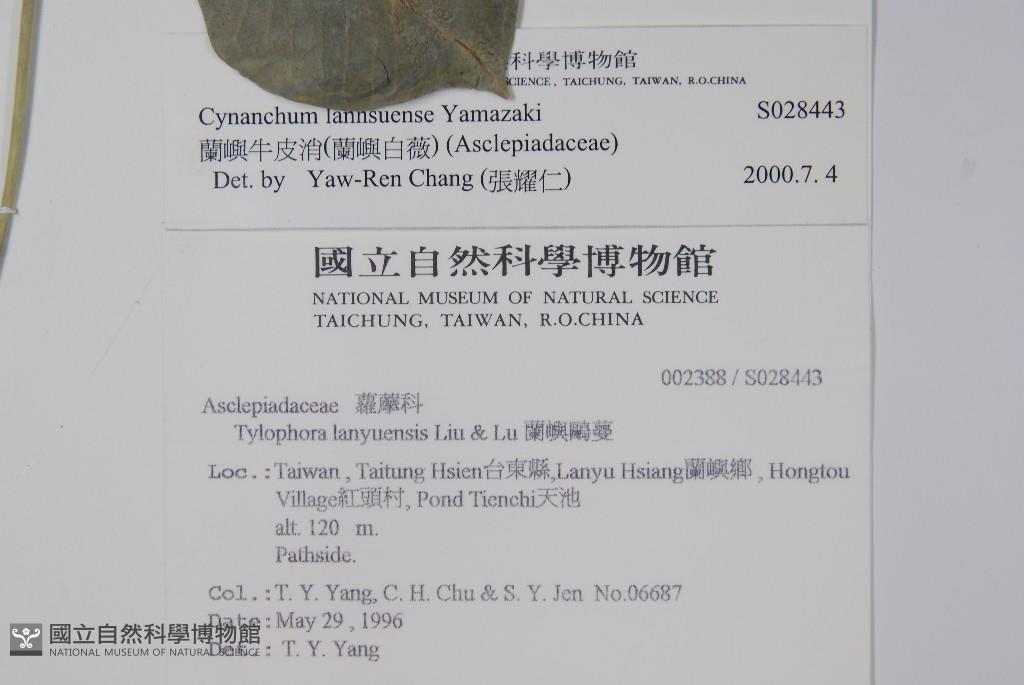 科學博物館
SCIENCE, TAICHUNG, TAIWAN, R.O.CHINA
Cynanchum lannsuense Yamazaki S028443
蘭嶼牛皮消(蘭嶼白薇) (Asclepiadaceae)
Det. by Yaw-Ren Chang (張耀仁) 2000.7. 4
國立自然科學博物館
NATIONAL MUSEUM OF NATURAL SCIENCE
TAICHUNG, TAIWAN, R.O.CHINA
002388 / S028443
Asclepiadaceae 蘿藦科
Tylophora lanyuensis Liu & Lu 蘭嶼鷗蔓
Loc.:Taiwan , Taitung Hsien台東縣,Lanyu Hsiang蘭嶼鄉 , Hongtou
Village紅頭村, Pond Tienchi天池
alt. 120 m.
Pathside.
Col.:T. Y. Yang, C. H. Chu & S. Y. Jen No.06687
Date:May 29 , 1996
Det.: T. Y. Yang
國立自然科學博物館
NATIONAL MUSEUM OF NATURAL SCIENCE